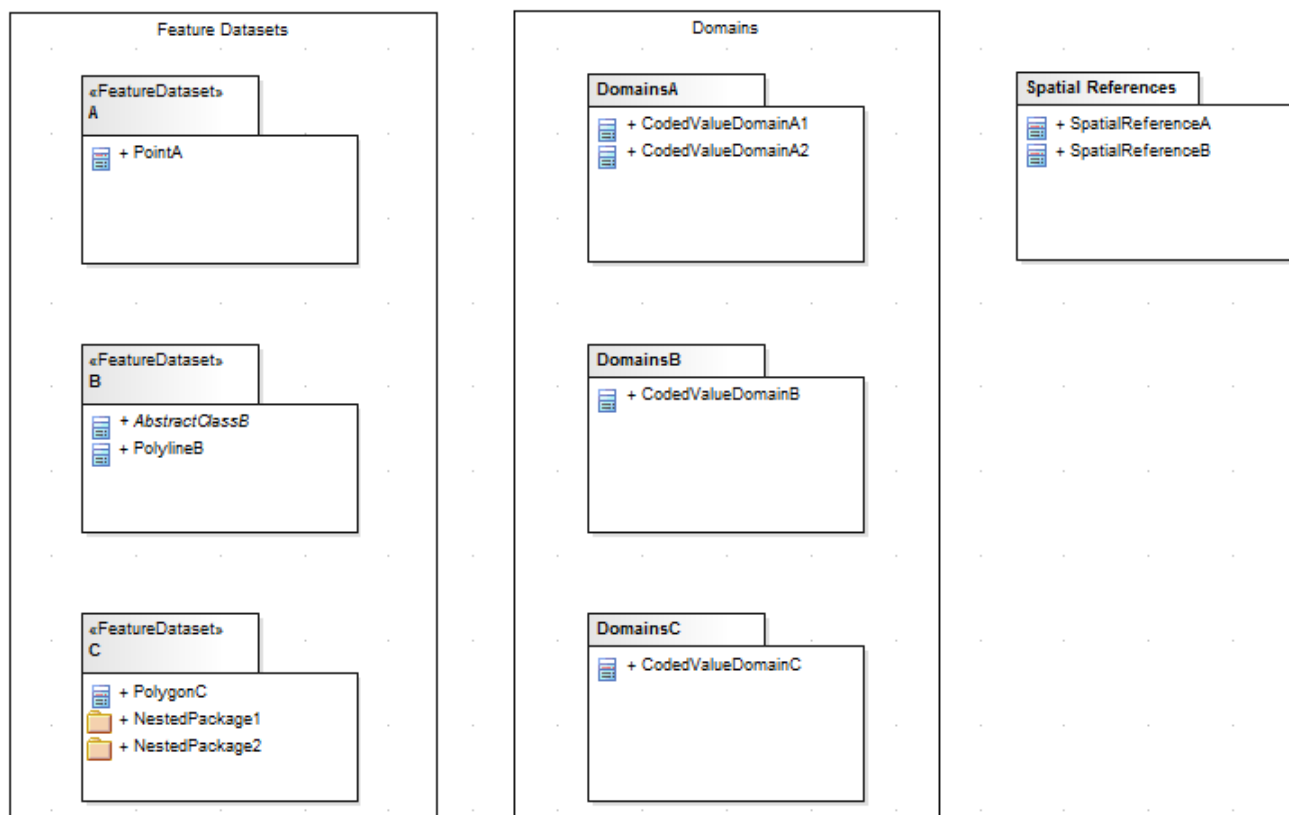 Feature Datasets
«FeatureDataset»
A
+ PointA
«FeatureDataset»
B
+ AbstractClassB
+ PolylineB
«FeatureDataset»
C
+ PolygonC
+ NestedPackage1
+ NestedPackage2
Domains
DomainsA
+ CodedValueDomainA1
+ CodedValueDomainA2
DomainsB
+ CodedValueDomainB
DomainsC
+ CodedValueDomainC
Spatial References
+ SpatialReferenceA
+ SpatialReferenceB